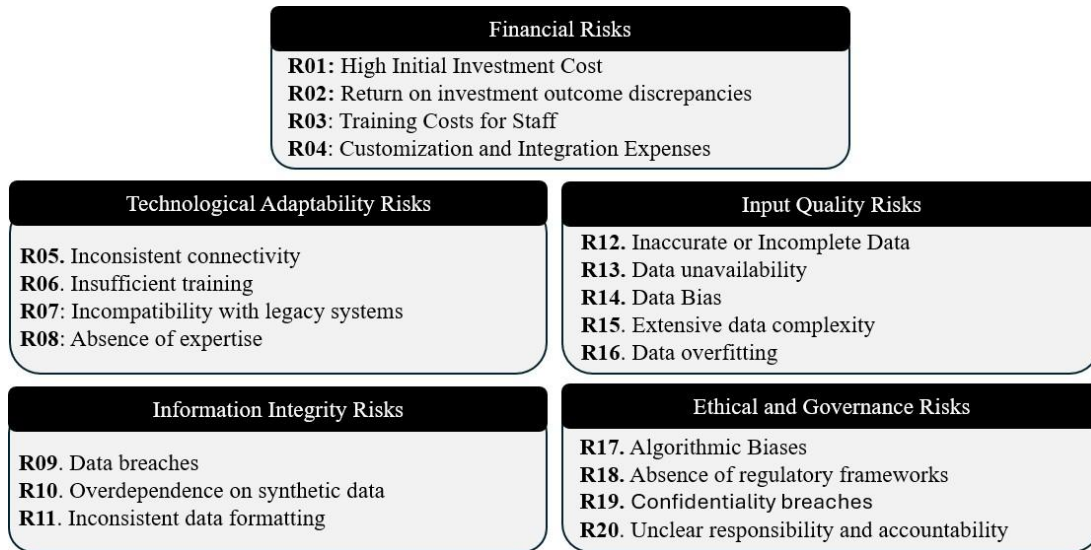 Financial Risks
R01: High Initial Investment Cost
R02: Return on investment outcome discrepancies
R03: Training Costs for Staff
R04: Customization and Integration Expenses
Technological Adaptability Risks
R05. Inconsistent connectivity
R06. Insufficient training
R07: Incompatibility with legacy systems
R08: Absence of expertise
Input Quality Risks
R12. Inaccurate or Incomplete Data
R13. Data unavailability
R14. Data Bias
R15. Extensive data complexity
R16. Data overfitting
Information Integrity Risks
R09. Data breaches
R10. Overdependence on synthetic data
R11. Inconsistent data formatting
Ethical and Governance Risks
R17. Algorithmic Biases
R18. Absence of regulatory frameworks
R19. Confidentiality breaches
R20. Unclear responsibility and accountability